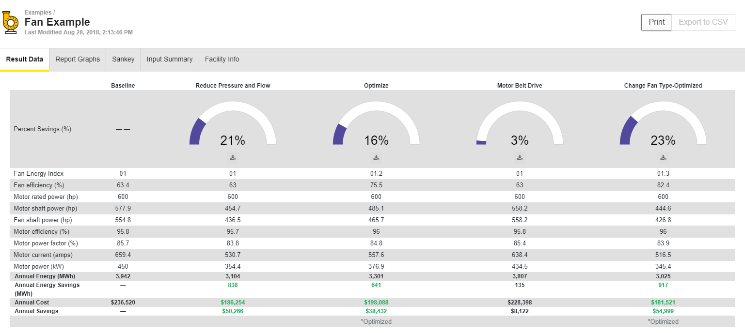 Examples /
Fan Example
Last Modified Aug 28, 2018, 2:13:46 PM
Print Export to CSV
Result Data Report Graphs Sankey Input Summary Facility Info
Baseline Reduce Pressure and Flow Optimize Motor Belt Drive Change Fan Type-Optimized
Percent Savings (%) —— 21% 16% 3% 23%
Fan Energy Index 01 01 01.2 01 01.3
Fan efficiency (%) 63.4 63 75.5 63 82.4
Motor rated power (hp) 600 600 600 600 600
Motor shaft power (hp) 577.9 454.7 485.1 558.2 444.6
Fan shaft power (hp) 554.8 436.5 465.7 558.2 426.8
Motor efficiency (%) 95.8 95.7 96 95.8 96
Motor power factor (%) 85.7 83.8 84.8 85.4 83.9
Motor current (amps) 659.4 530.7 557.6 638.4 518.5
Motor power (kW) 450 354.4 376.9 434.5 345.4
Annual Energy (MWh) 3,942 3,104 3,301 3,807 3,025
Annual Energy Savings — 838 641 135 917
(MWh)
Annual Cost $236,520 $186,254 $198,088 $228,398 $181,521
Annual Savings — $50,266 $38,432 $8,122 $54,999
*Optimized *Optimized